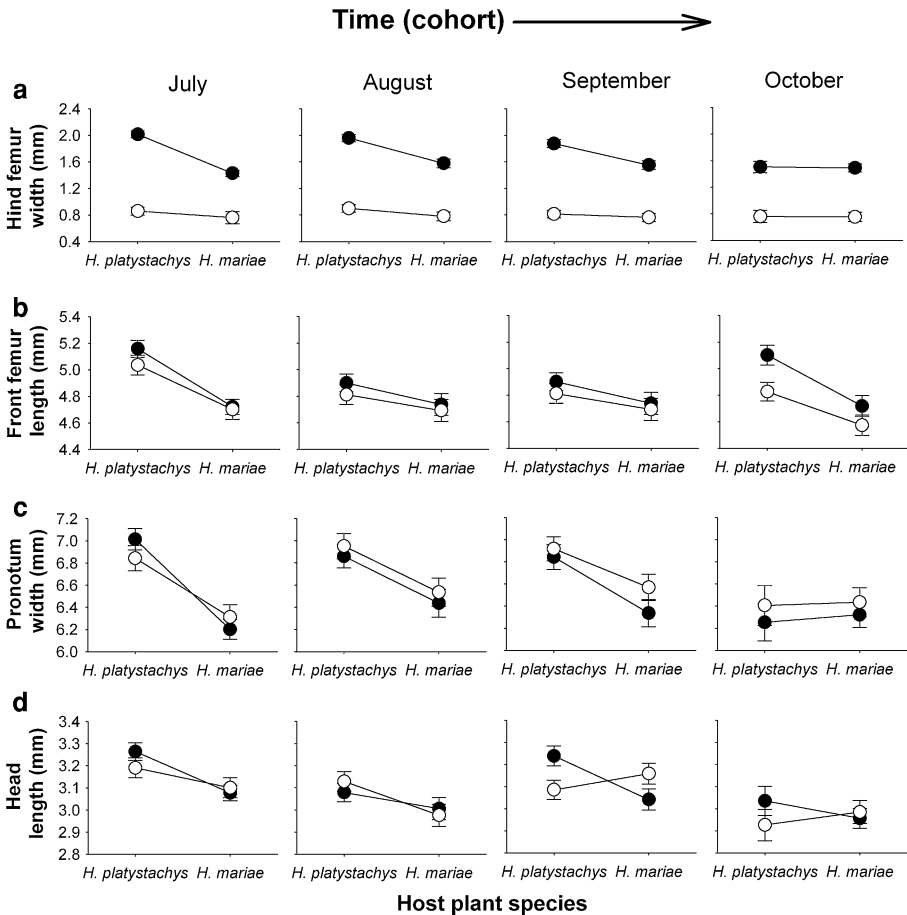 Time (cohort)
July August September October
a
Hind femur
width (mm)
2.4
2.0
1.6
1.2
0.8
0.4
H. platystachys H. mariae H. platystachys H. mariae H. platystachys H. mariae H. platystachys H. mariae
b
Front femur
length (mm)
5.4
5.2
5.0
4.8
4.6
4.4
H. platystachys H. mariae H. platystachys H. mariae H. platystachys H. mariae H. platystachys H. mariae
c
Pronotum
width (mm)
7.2
7.0
6.8
6.6
6.4
6.2
6.0
H. platystachys H. mariae H. platystachys H. mariae H. platystachys H. mariae H. platystachys H. mariae
d
Head
length (mm)
3.4
3.3
3.2
3.1
3.0
2.9
2.8
H. platystachys H. mariae H. platystachys H. mariae H. platystachys H. mariae H. platystachys H. mariae
Host plant species